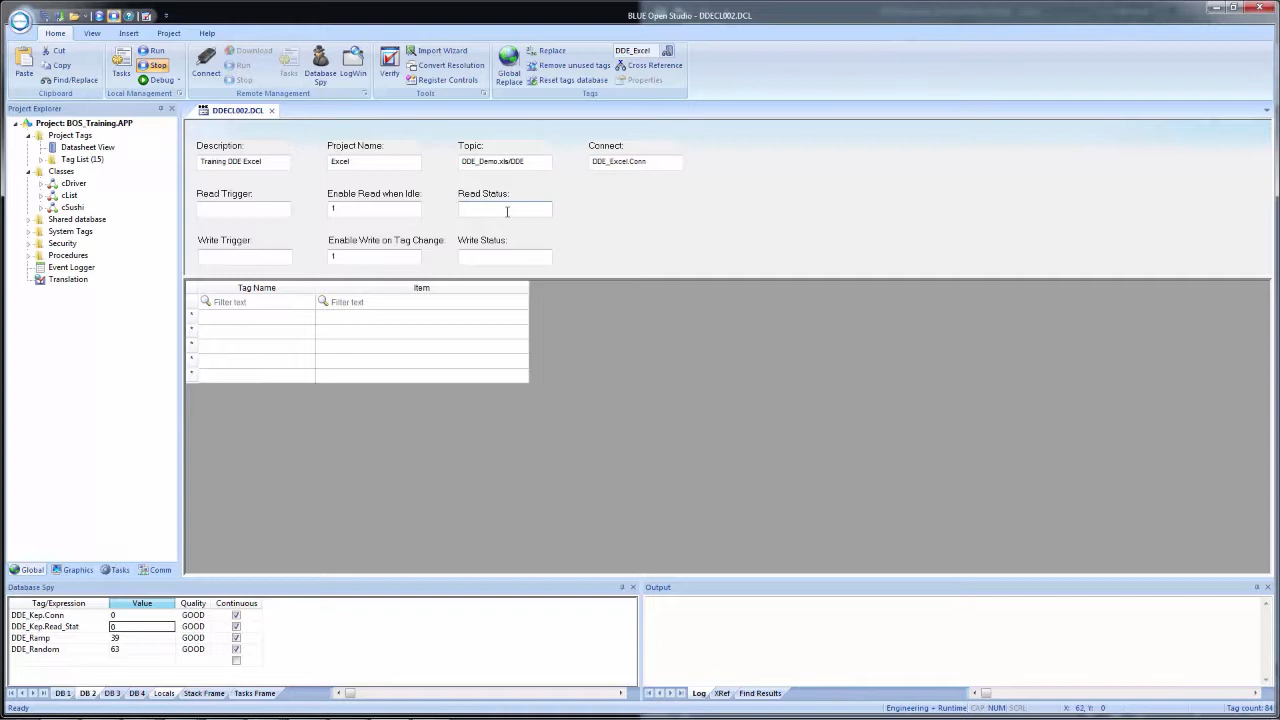 BLUE Open Studio - DDECL002.DCL
Home View Insert Project Help
Paste
Cut
Copy
Find/Replace
Clipboard
Tasks
Run
Stop
Debug
Local Management
Connect
Download
Run
Stop
Tasks
Database Spy
LogWin
Remote Management
Verify
Import Wizard
Convert Resolution
Register Controls
Tools
Global Replace
Replace
Remove unused tags
Reset tags database
DDE_Excel
Cross Reference
Properties
Tags
Project Explorer
DDECL002.DCL
Project: BOS_Training.APP
Project Tags
Datasheet View
Tag List (15)
Classes
cDriver
cList
cSushi
Shared database
System Tags
Security
Procedures
Event Logger
Translation
Global Graphics Tasks Comm
Description: Project Name: Topic: Connect:
Training DDE Excel Excel DDE_Demo.xls/DDE DDE_Excel.Conn
Read Trigger: Enable Read when Idle: Read Status:
1
Write Trigger: Enable Write on Tag Change: Write Status:
1
Tag Name Item
Filter text Filter text
*
*
*
*
*
Database Spy
Tag/Expression Value Quality Continuous
DDE_Kep.Conn 0 GOOD
DDE_Kep.Read_Stat 0 GOOD
DDE_Ramp 39 GOOD
DDE_Random 63 GOOD
DB 1 DB 2 DB 3 DB 4 Locals Stack Frame Tasks Frame
Output
Log XRef Find Results
Ready Engineering + Runtime CAP NUM SCRL X: 62, Y: 0 Tag count: 84